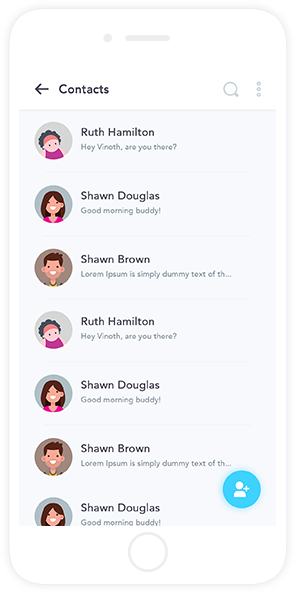 Contacts
Ruth Hamilton
Hey Vinoth, are you there?
Shawn Douglas
Good morning buddy!
Shawn Brown
Lorem Ipsum is simply dummy text of th...
Ruth Hamilton
Hey Vinoth, are you there?
Shawn Douglas
Good morning buddy!
Shawn Brown
Lorem Ipsum is simply dummy text of th...
Shawn Douglas
Good morning buddy!